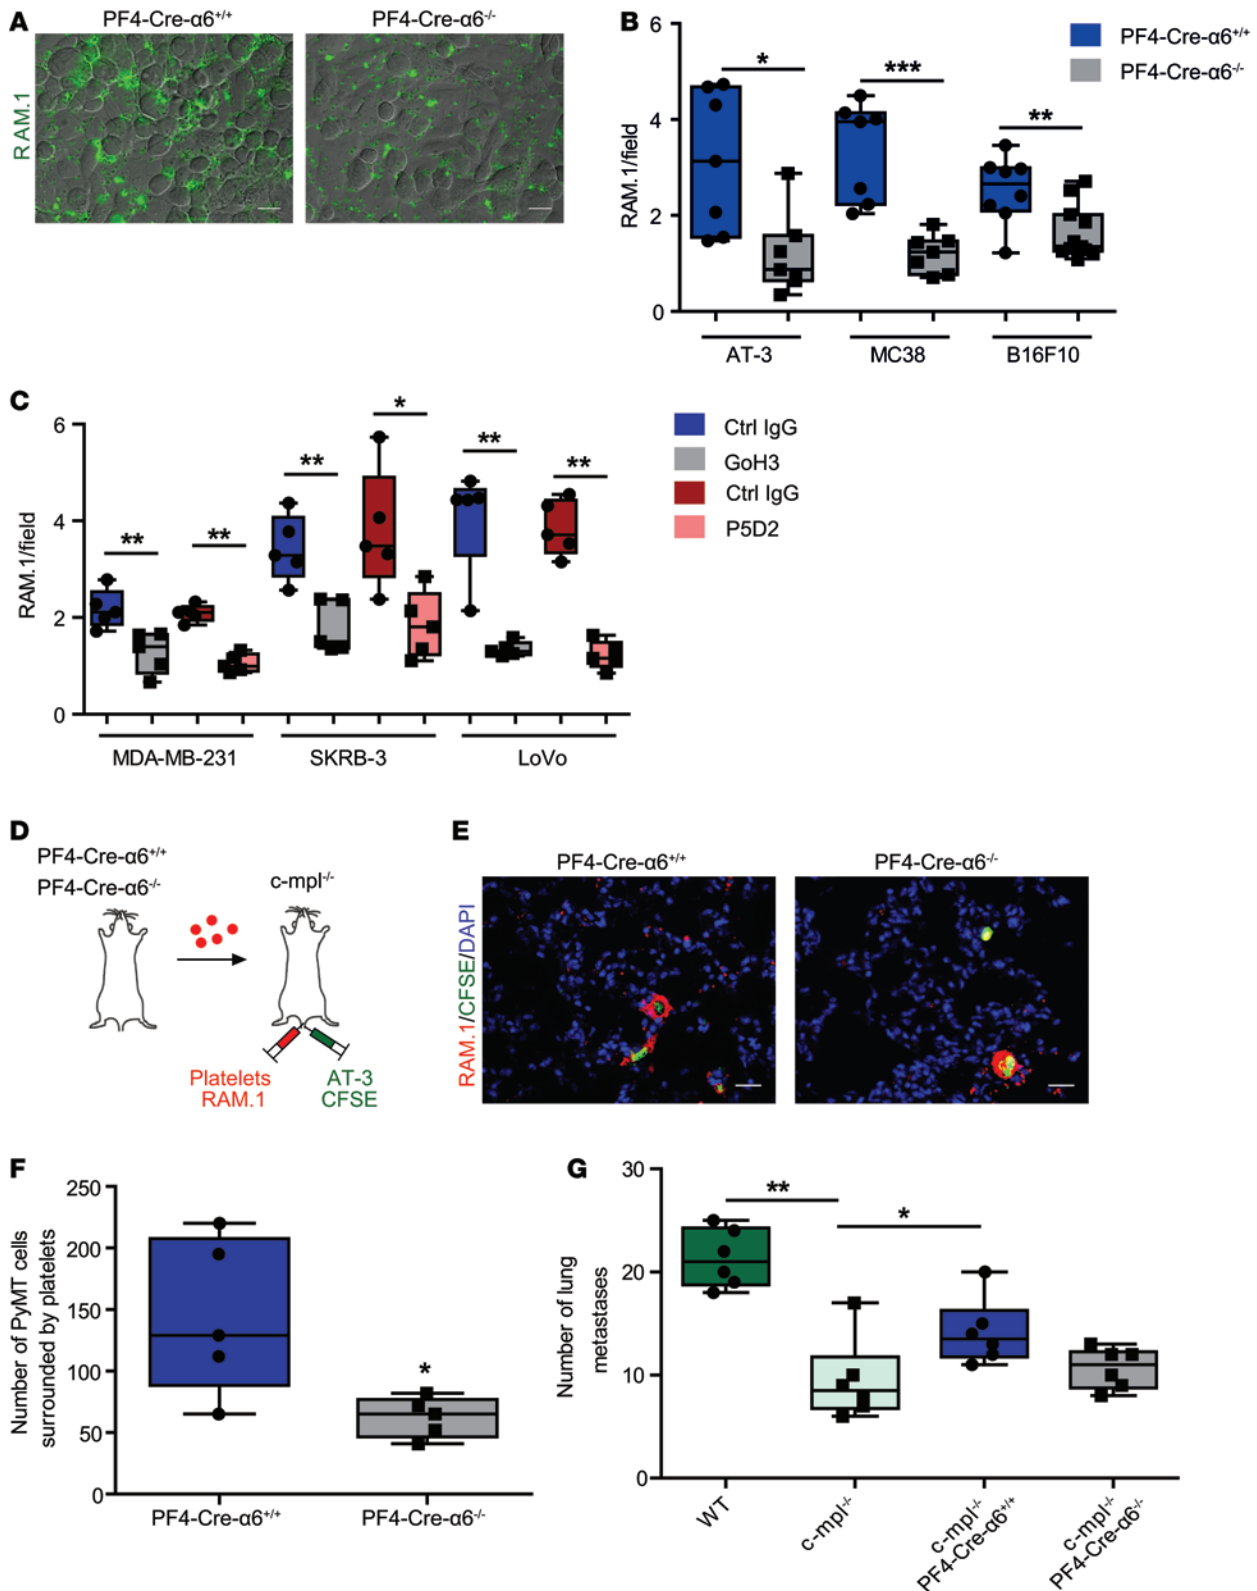 A
PF4-Cre-α6+/+
PF4-Cre-α6-/-
RAM.1
B
6
4
2
0
RAM.1/field
*
***
**
PF4-Cre-α6+/+
PF4-Cre-α6-/-
AT-3
MC38
B16F10
C
6
4
2
0
RAM.1/field
**
**
**
*
**
**
Ctrl IgG
GoH3
Ctrl IgG
P5D2
MDA-MB-231
SKRB-3
LoVo
D
PF4-Cre-α6+/+
PF4-Cre-α6-/-
c-mpl-/-
Platelets
RAM.1
AT-3
CFSE
E
PF4-Cre-α6+/+
PF4-Cre-α6-/-
RAM.1/CFSE/DAPI
F
250
200
150
100
50
0
Number of PyMT cells
surrounded by platelets
*
PF4-Cre-α6+/+
PF4-Cre-α6-/-
G
30
20
10
0
Number of lung
metastases
**
*
WT
c-mpl-/-
c-mpl-/-
PF4-Cre-α6+/+
c-mpl-/-
PF4-Cre-α6-/-